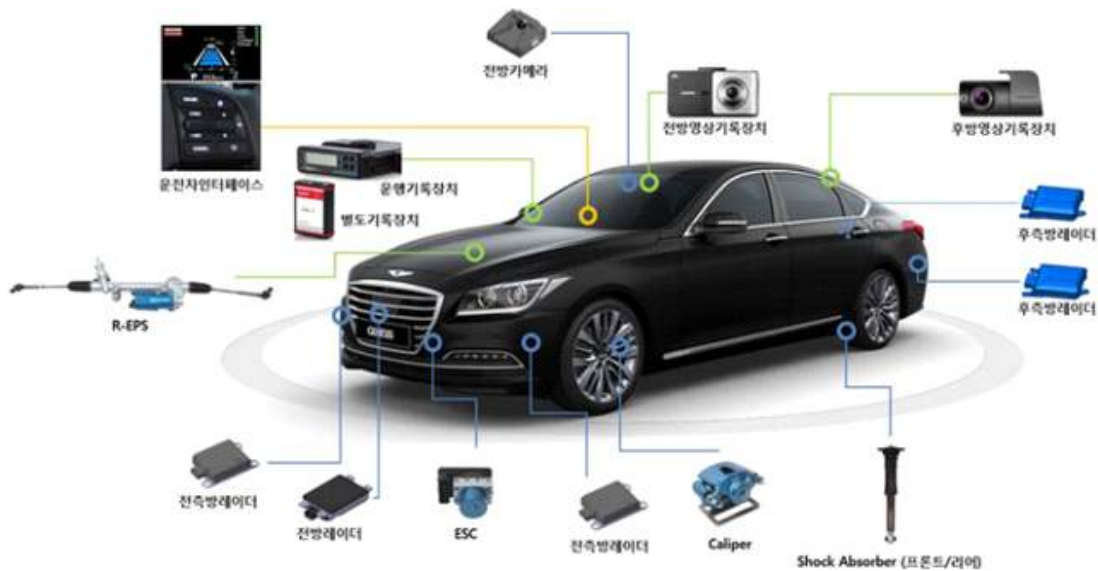 전방카메라
전방영상기록장치
후방영상기록장치
운전자인터페이스
운행기록장치
별도기록장치
후측방레이더
후측방레이더
R-EPS
전측방레이더
전방레이더
ESC
전측방레이더
Caliper
Shock Absorber (프론트/리어)